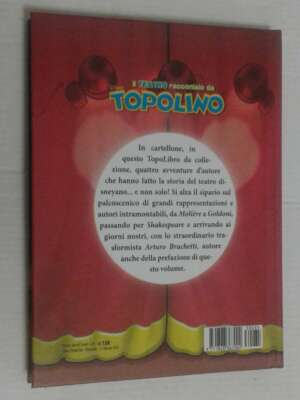 il TEATRO raccontato da
TOPOLINO
In cartellone, in
questo TopoLibro da colle-
zione, quattro avventure d'autore
che hanno fatto la storia del teatro di-
sneyano... e non solo! Si alza il sipario sul
palcoscenico di grandi rappresentazioni e
autori intramontabili, da Molière a Goldoni,
passando per Shakespeare e arrivando ai
giorni nostri, con lo straordinario tra-
sformista Arturo Brachetti, autore
anche della prefazione di que-
sto volume.